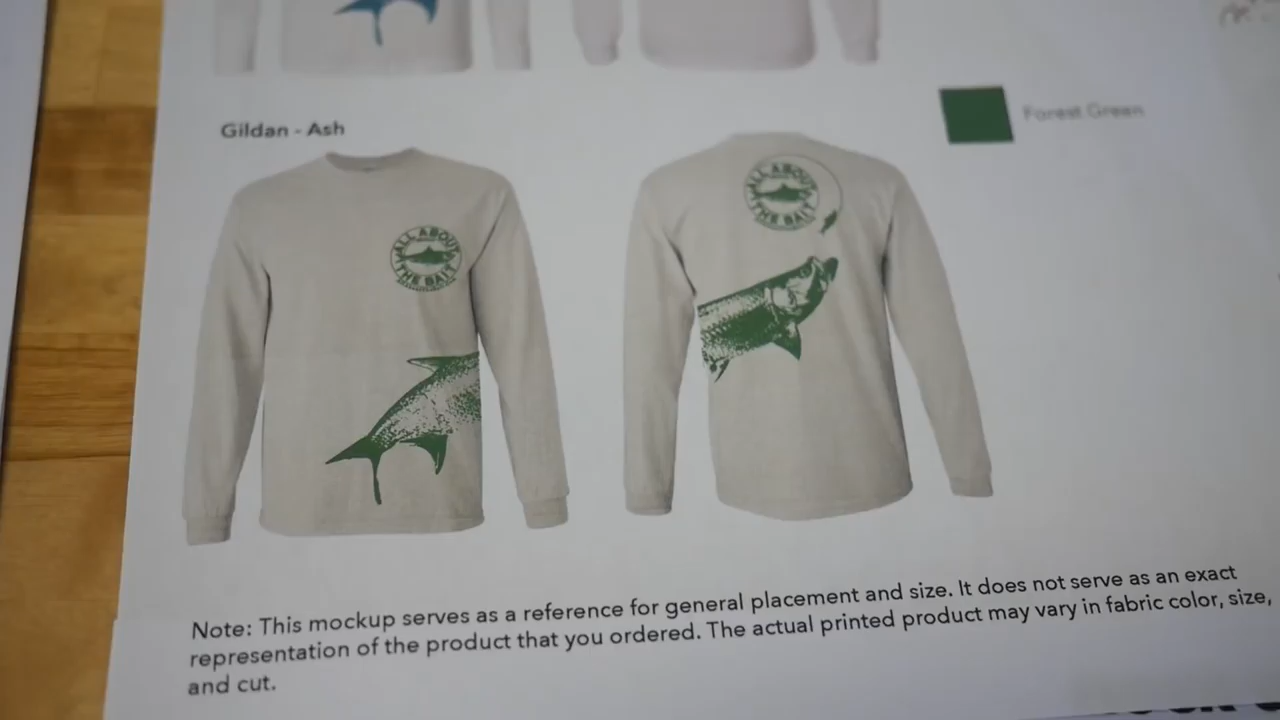 Forest Green
Gildan - Ash
ALL ABOUT
THE BAIT
ALL ABOUT
THE BAIT
Note: This mockup serves as a reference for general placement and size. It does not serve as an exact
representation of the product that you ordered. The actual printed product may vary in fabric color, size,
and cut.